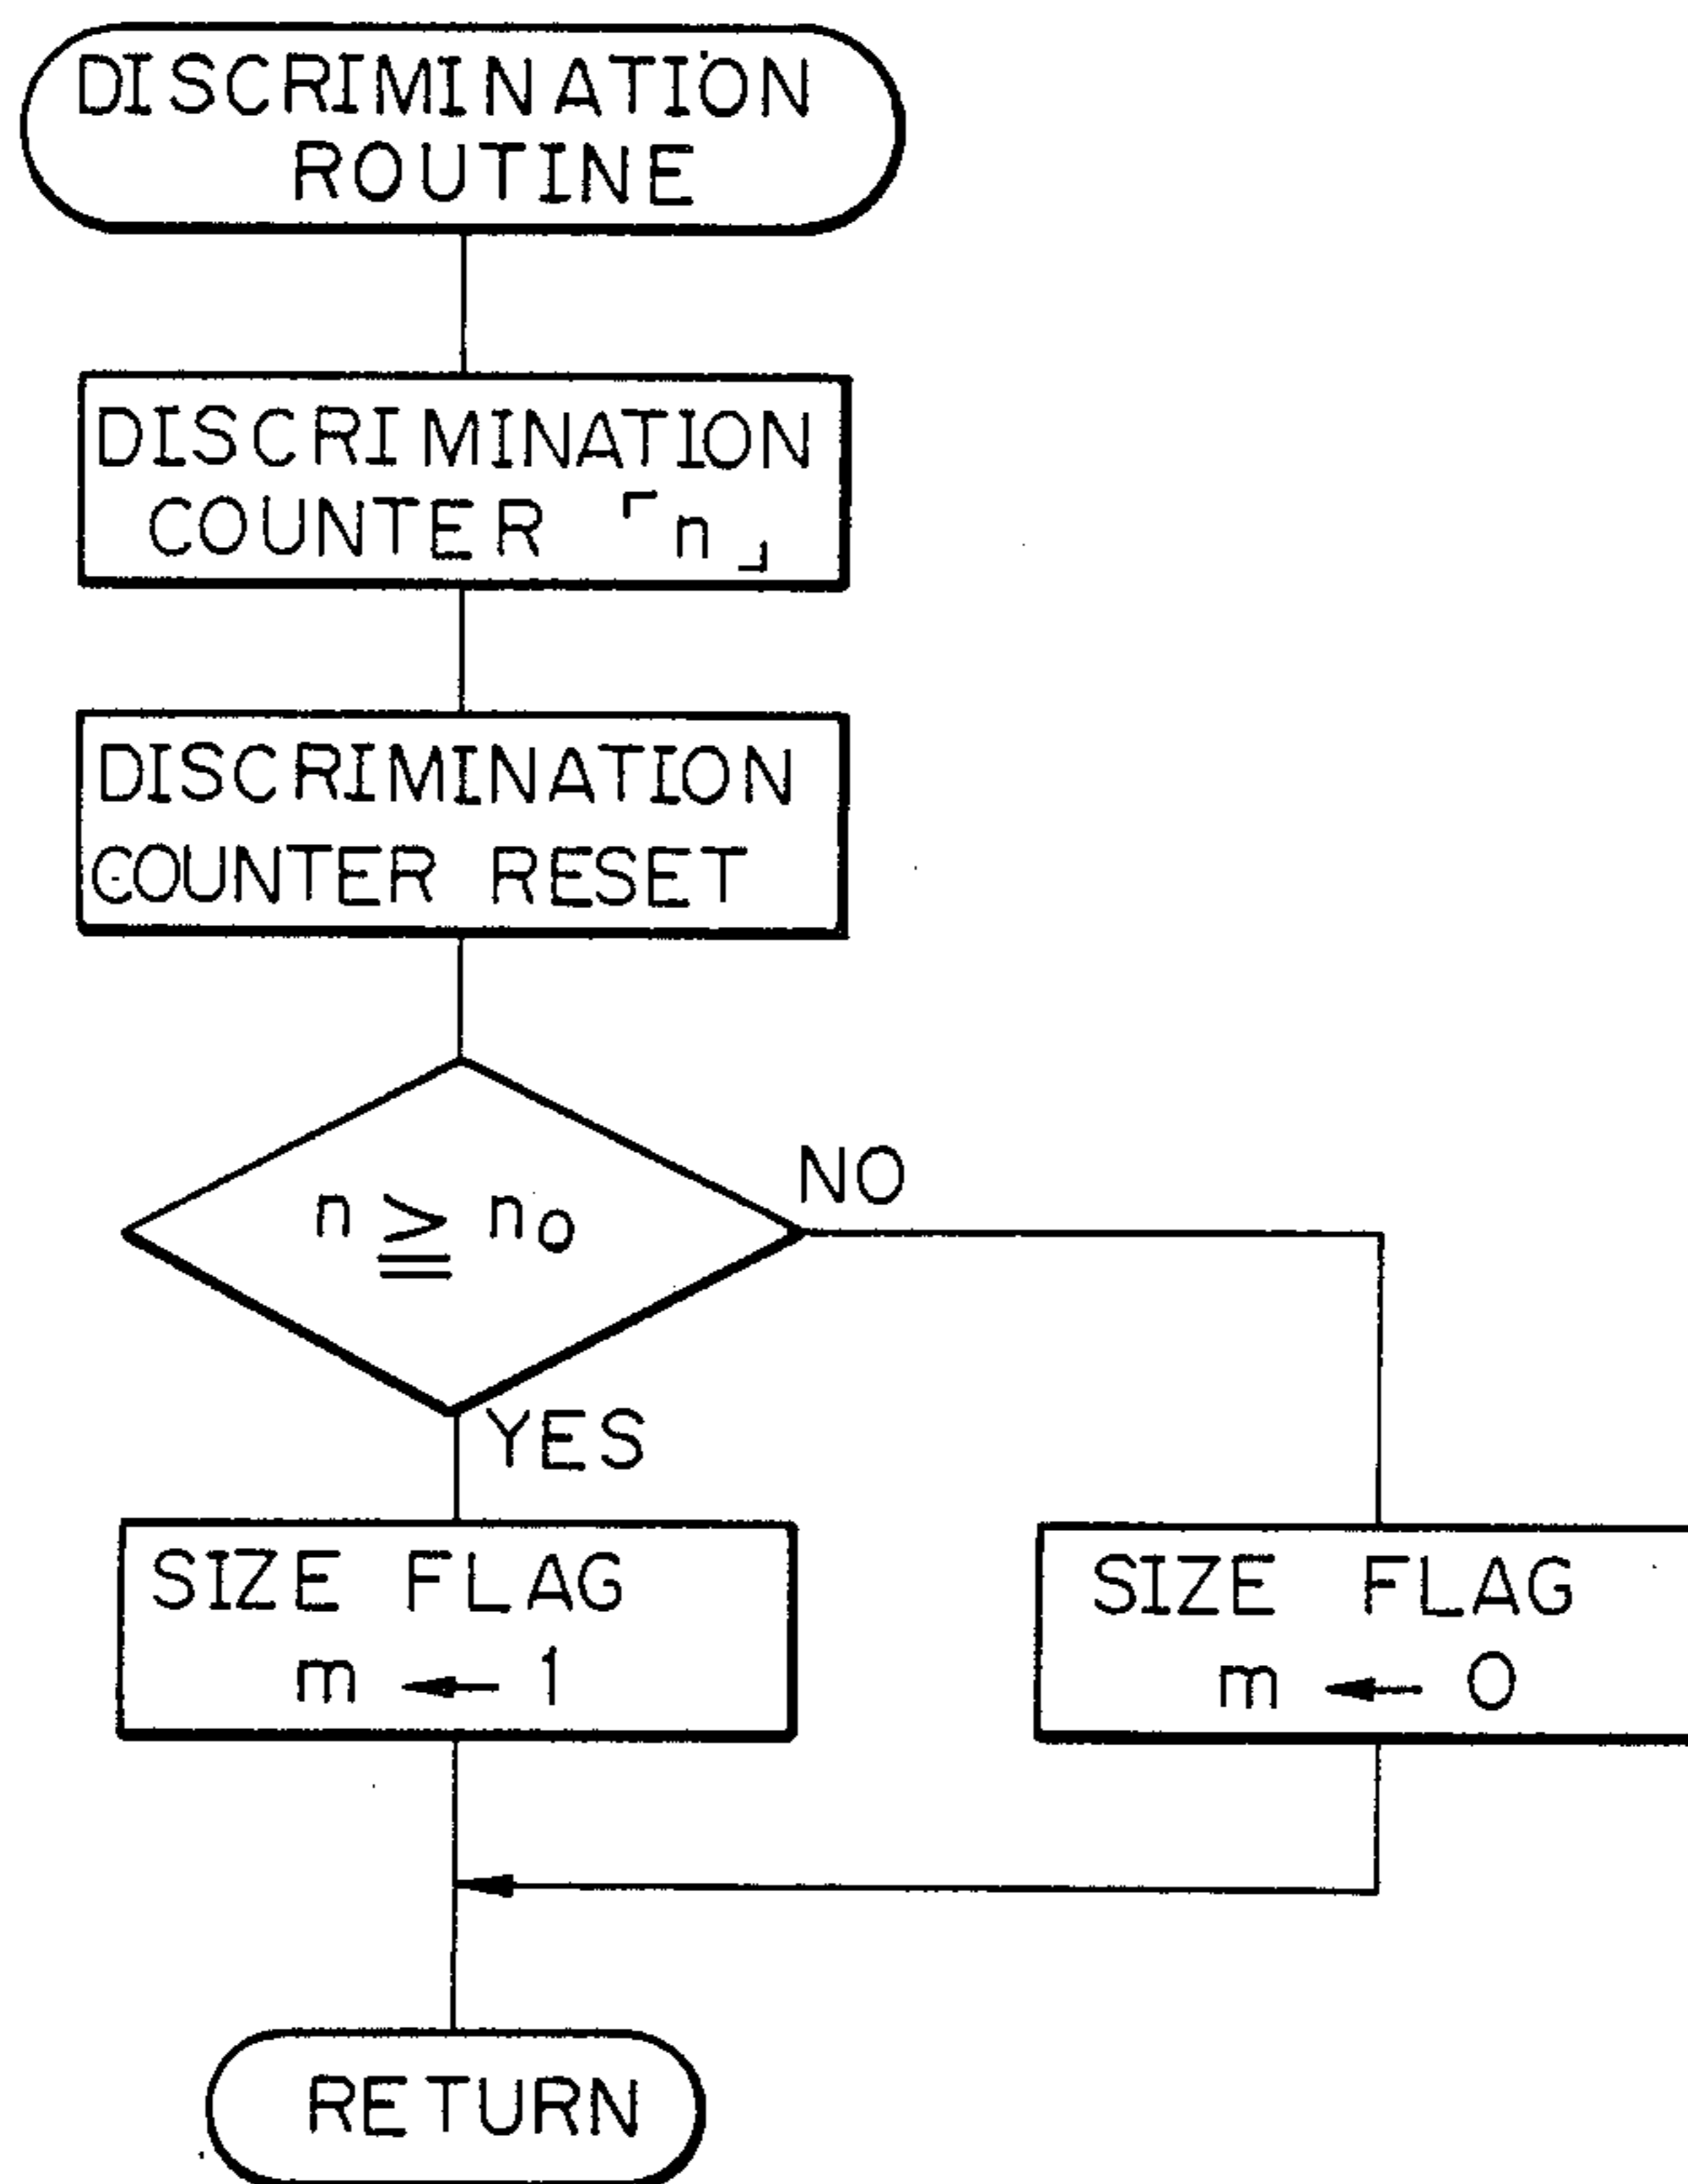 DISCRIMINATION
ROUTINE
DISCRIMINATION
COUNTER 「n」
DISCRIMINATION
COUNTER RESET
n ≧ n₀
NO
YES
SIZE FLAG
m ← 1
SIZE FLAG
m ← 0
RETURN